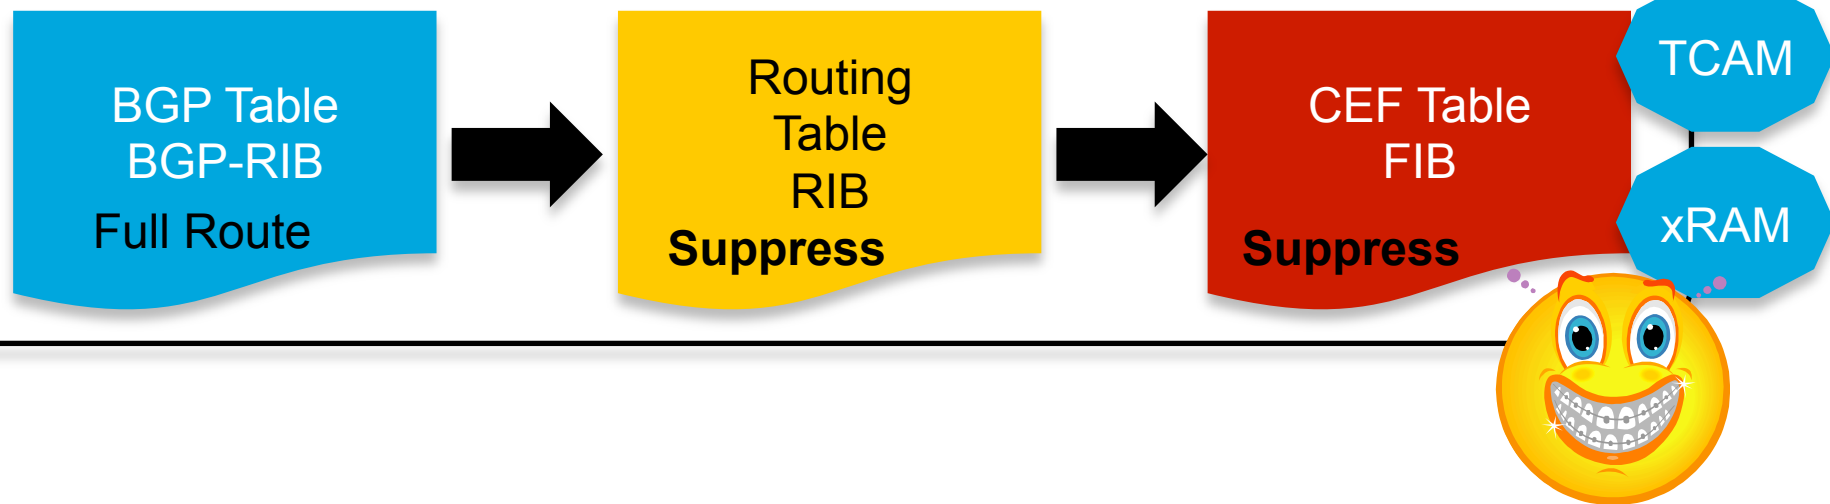 BGP Table
BGP-RIB
Full Route
Routing
Table
RIB
Suppress
CEF Table
FIB
Suppress
TCAM
xRAM